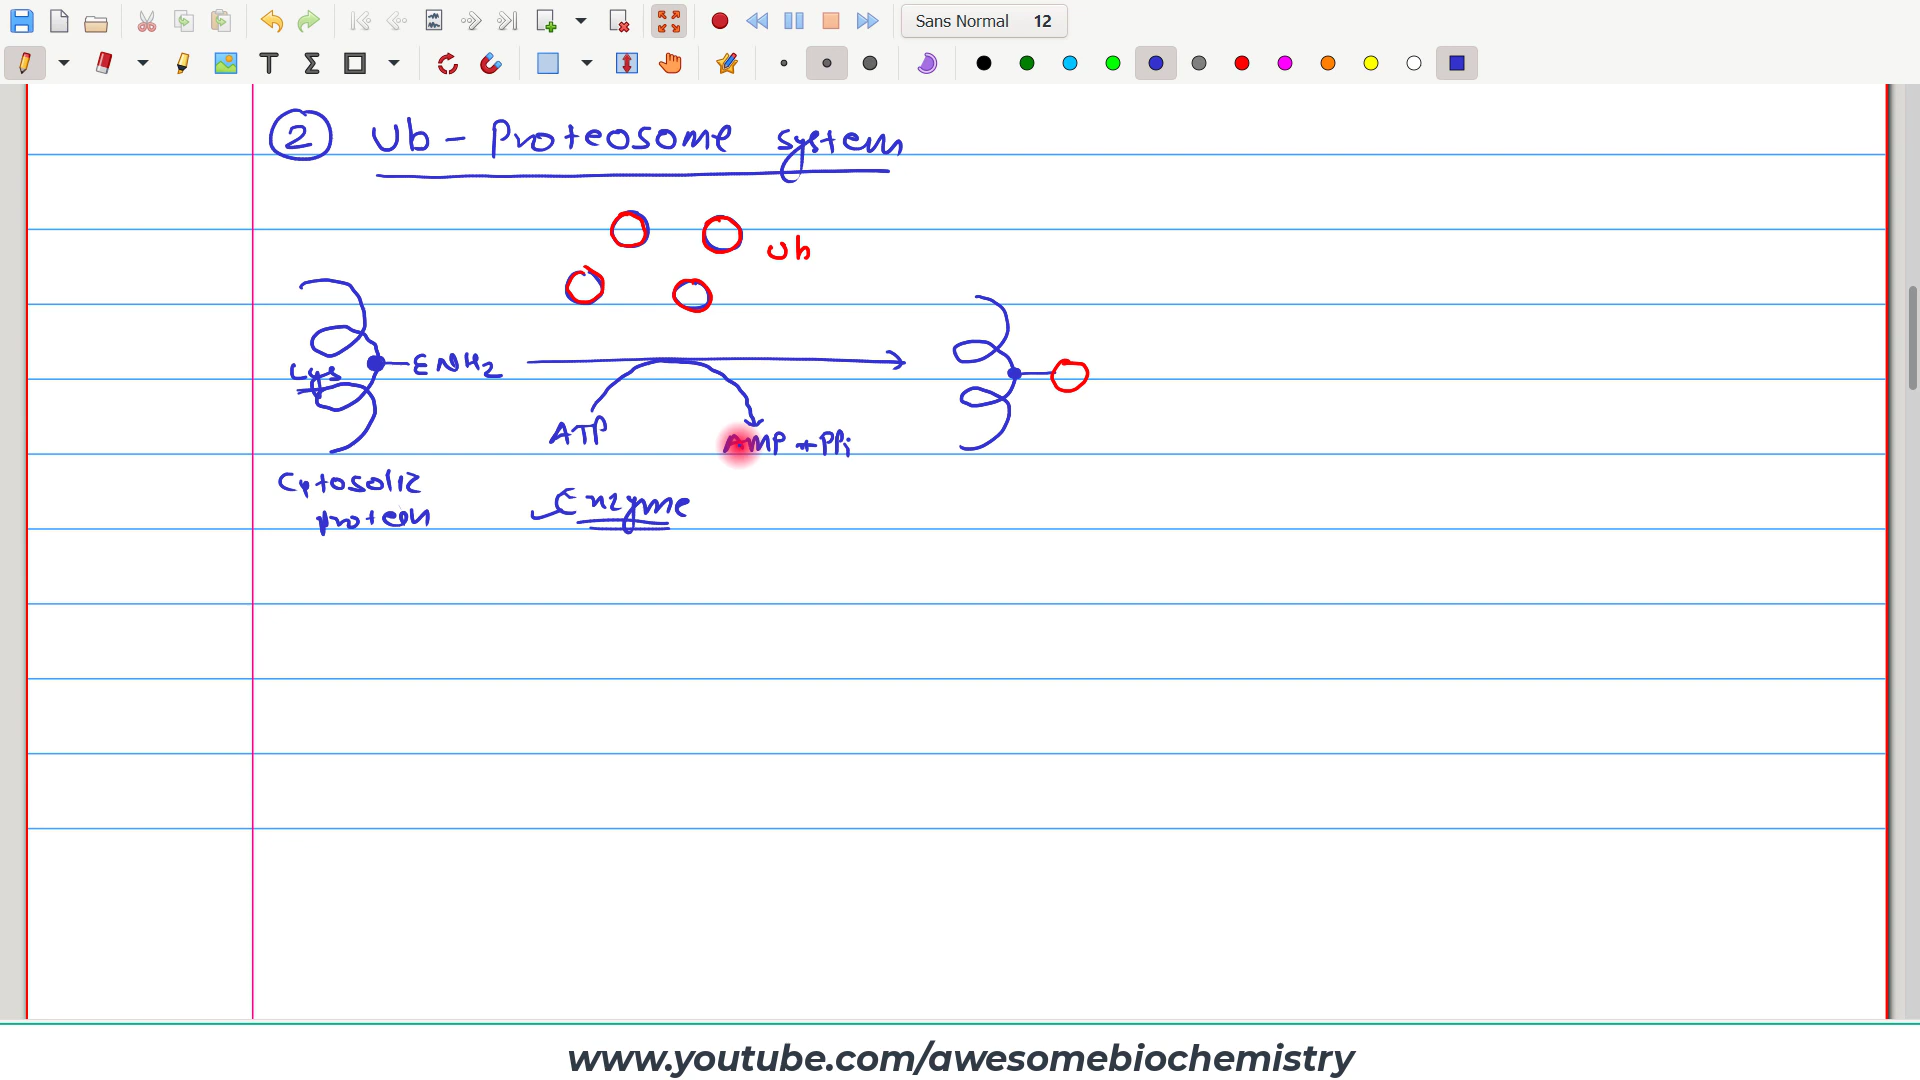 Sans Normal 12
2 Ub - Proteosome system
Ub
Lys
ENH2
ATP
AMP + PPi
Cytosolic
protein
Enzyme
www.youtube.com/awesomebiochemistry